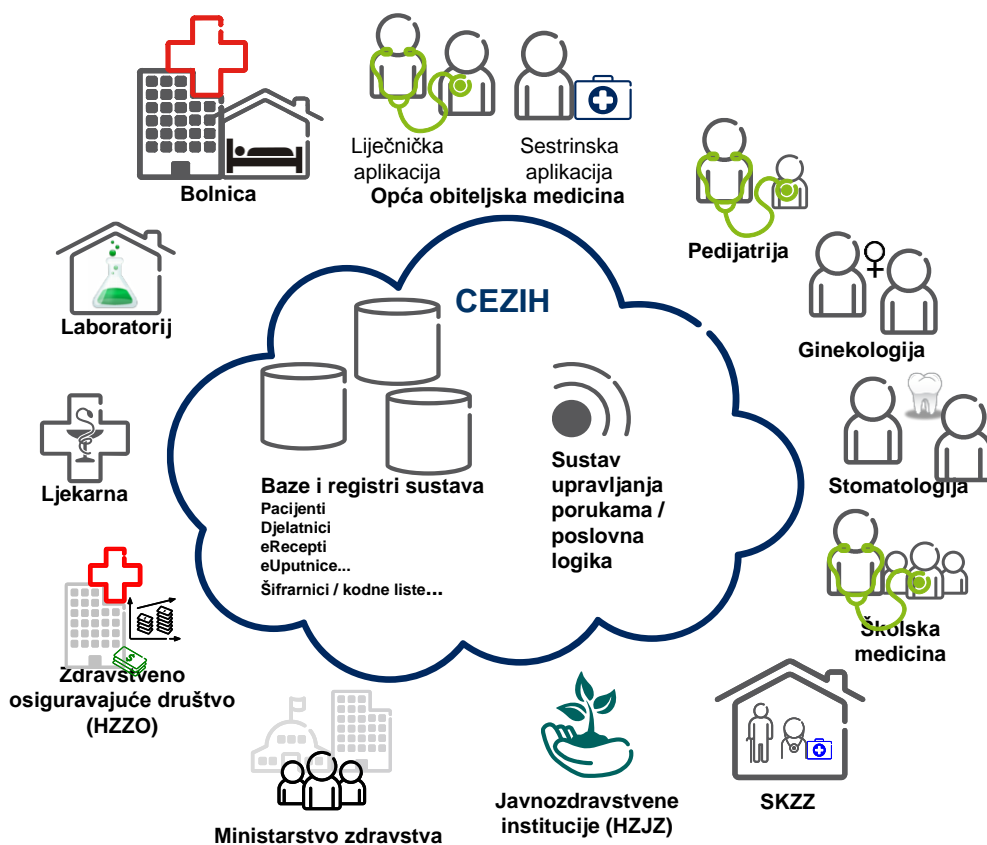 Liječnička
aplikacija
Sestrinska
aplikacija
Bolnica
Opća obiteljska medicina
Pedijatrija
Laboratorij
CEZIH
Ginekologija
Ljekarna
Baze i registri sustava
Pacijenti
Djelatnici
eRecepti
eUputnice...
Šifrarnici / kodne liste...
Sustav
upravljanja
porukama /
poslovna
logika
Stomatologija
Školska
medicina
Zdravstveno
osiguravajuće društvo
(HZZO)
Ministarstvo zdravstva
Javnozdravstvene
institucije (HZJZ)
SKZZ